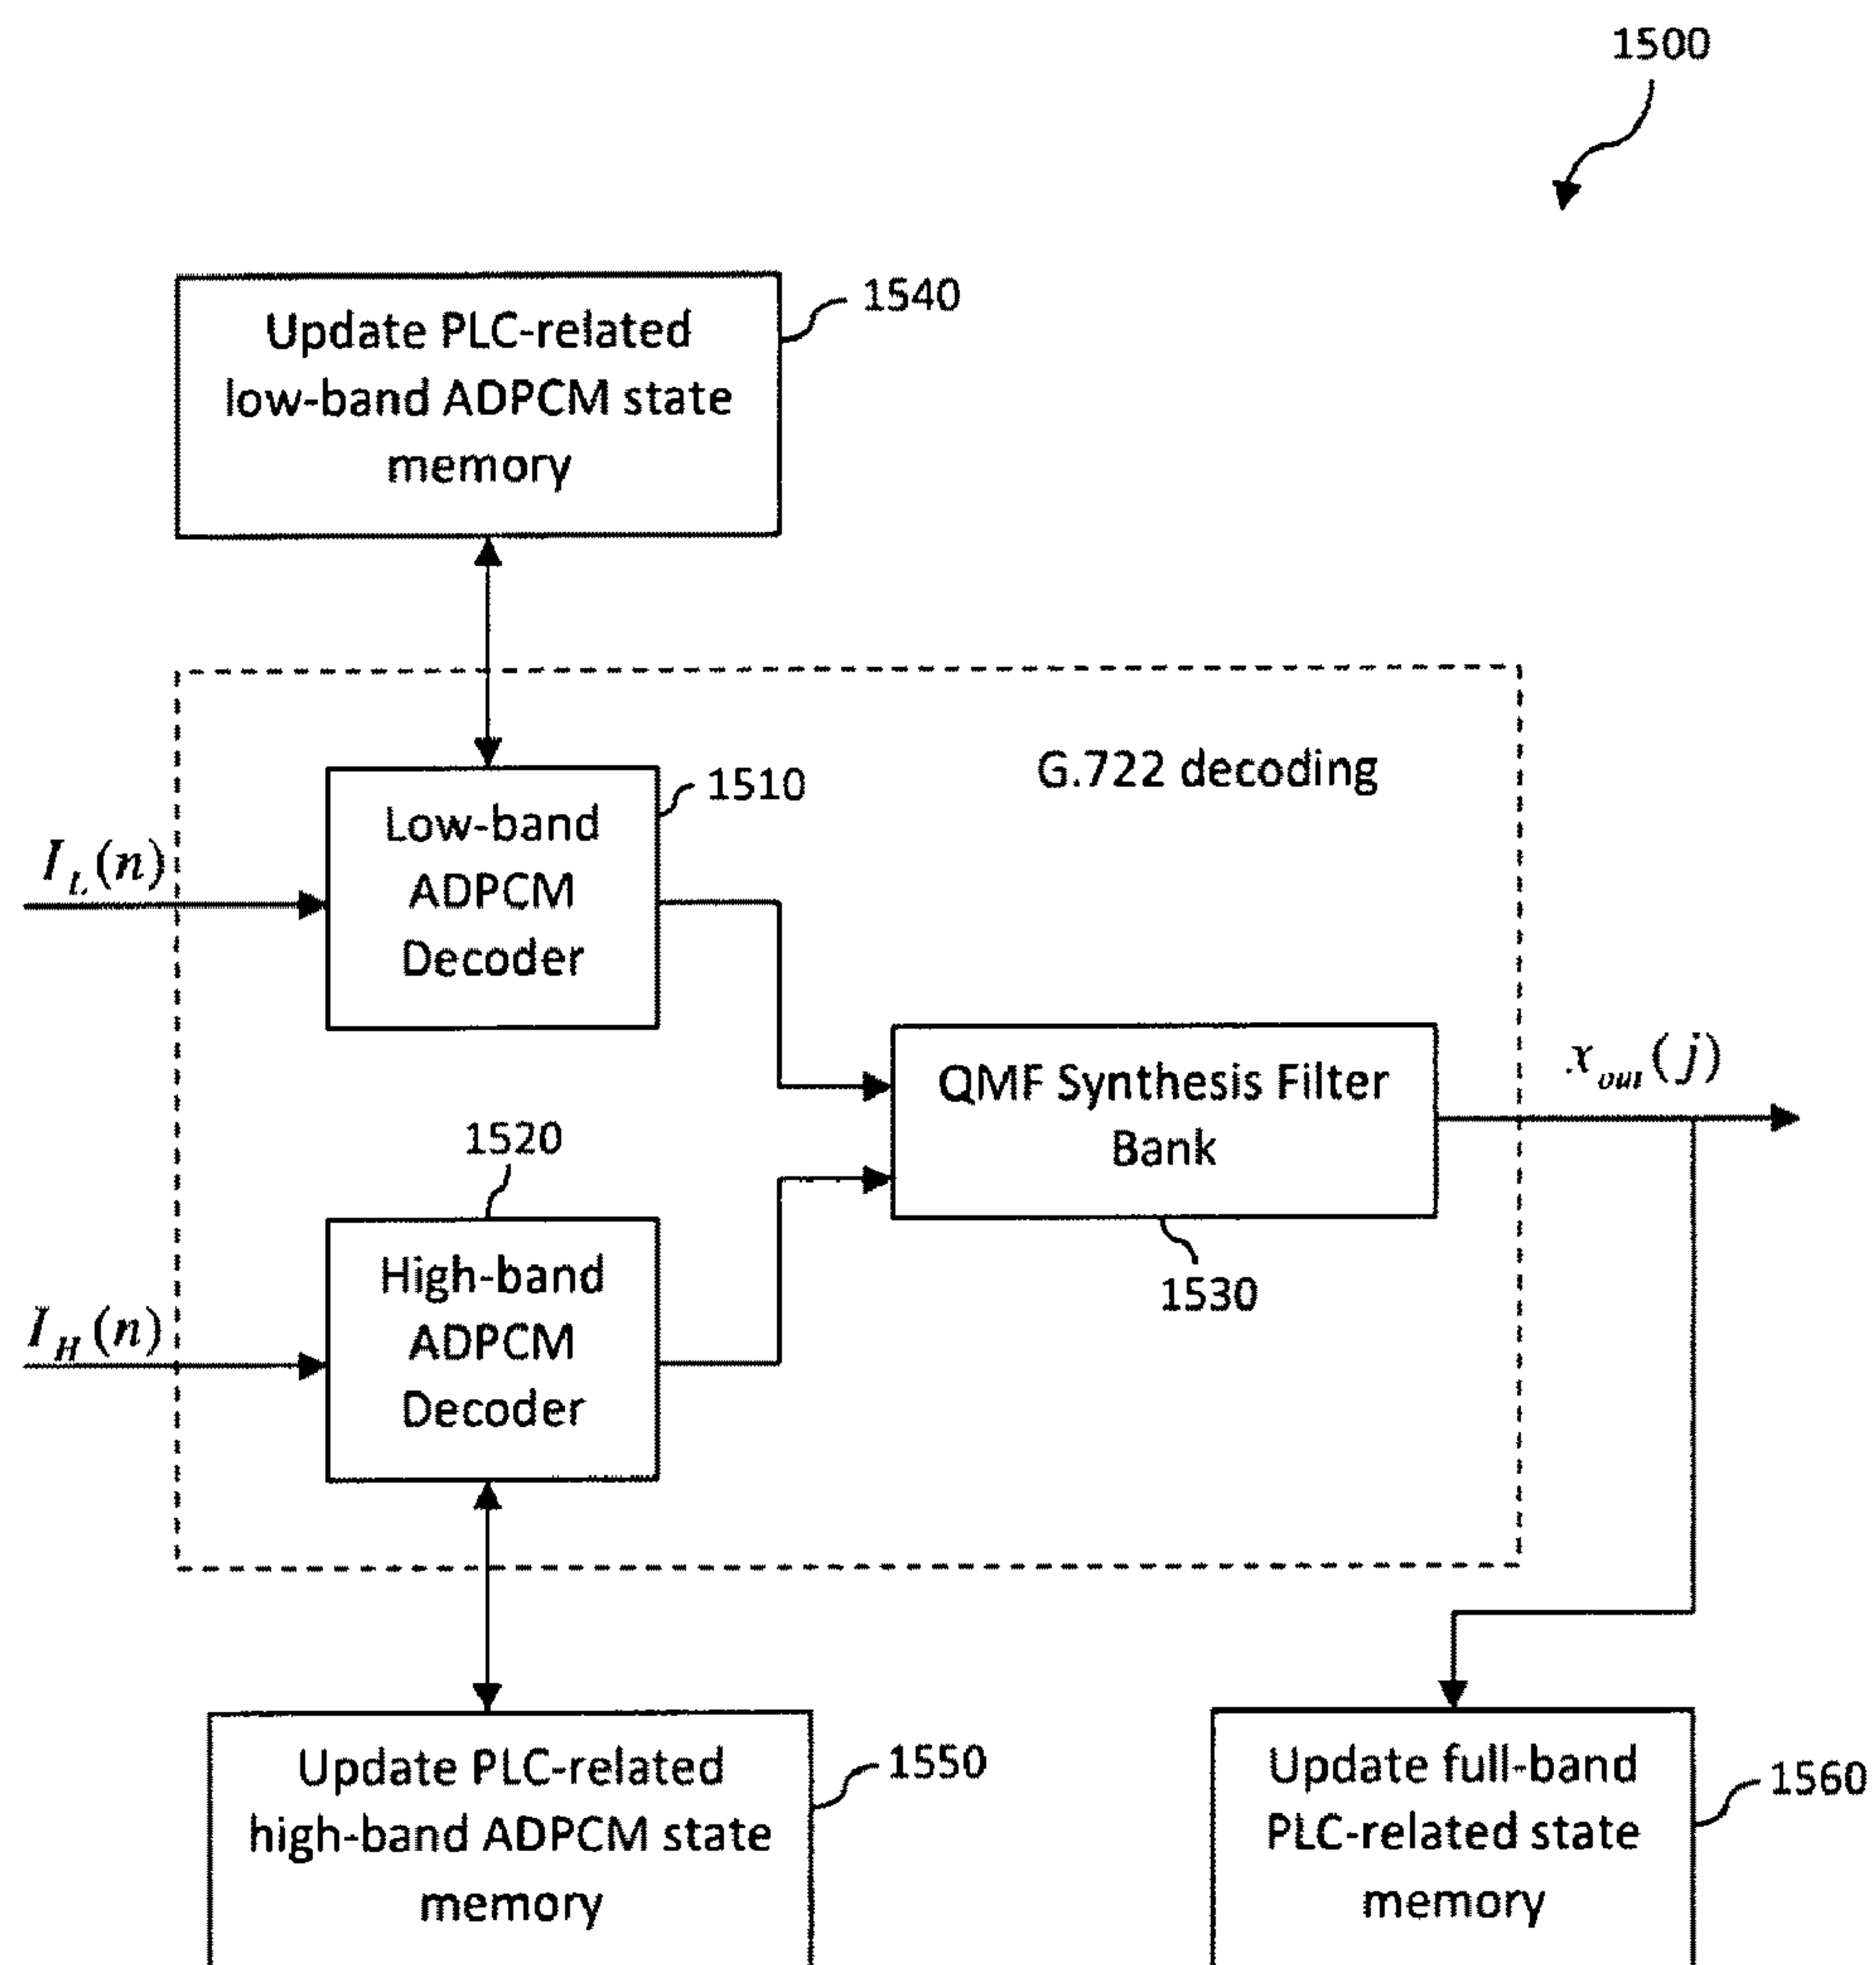 1500
Update PLC-related
low-band ADPCM state
memory
1540
G.722 decoding
1510
Low-band
ADPCM
Decoder
I_L(n)
x_out(j)
QMF Synthesis Filter
Bank
1530
1520
High-band
ADPCM
Decoder
I_H(n)
Update PLC-related
high-band ADPCM state
memory
1550
Update full-band
PLC-related state
memory
1560